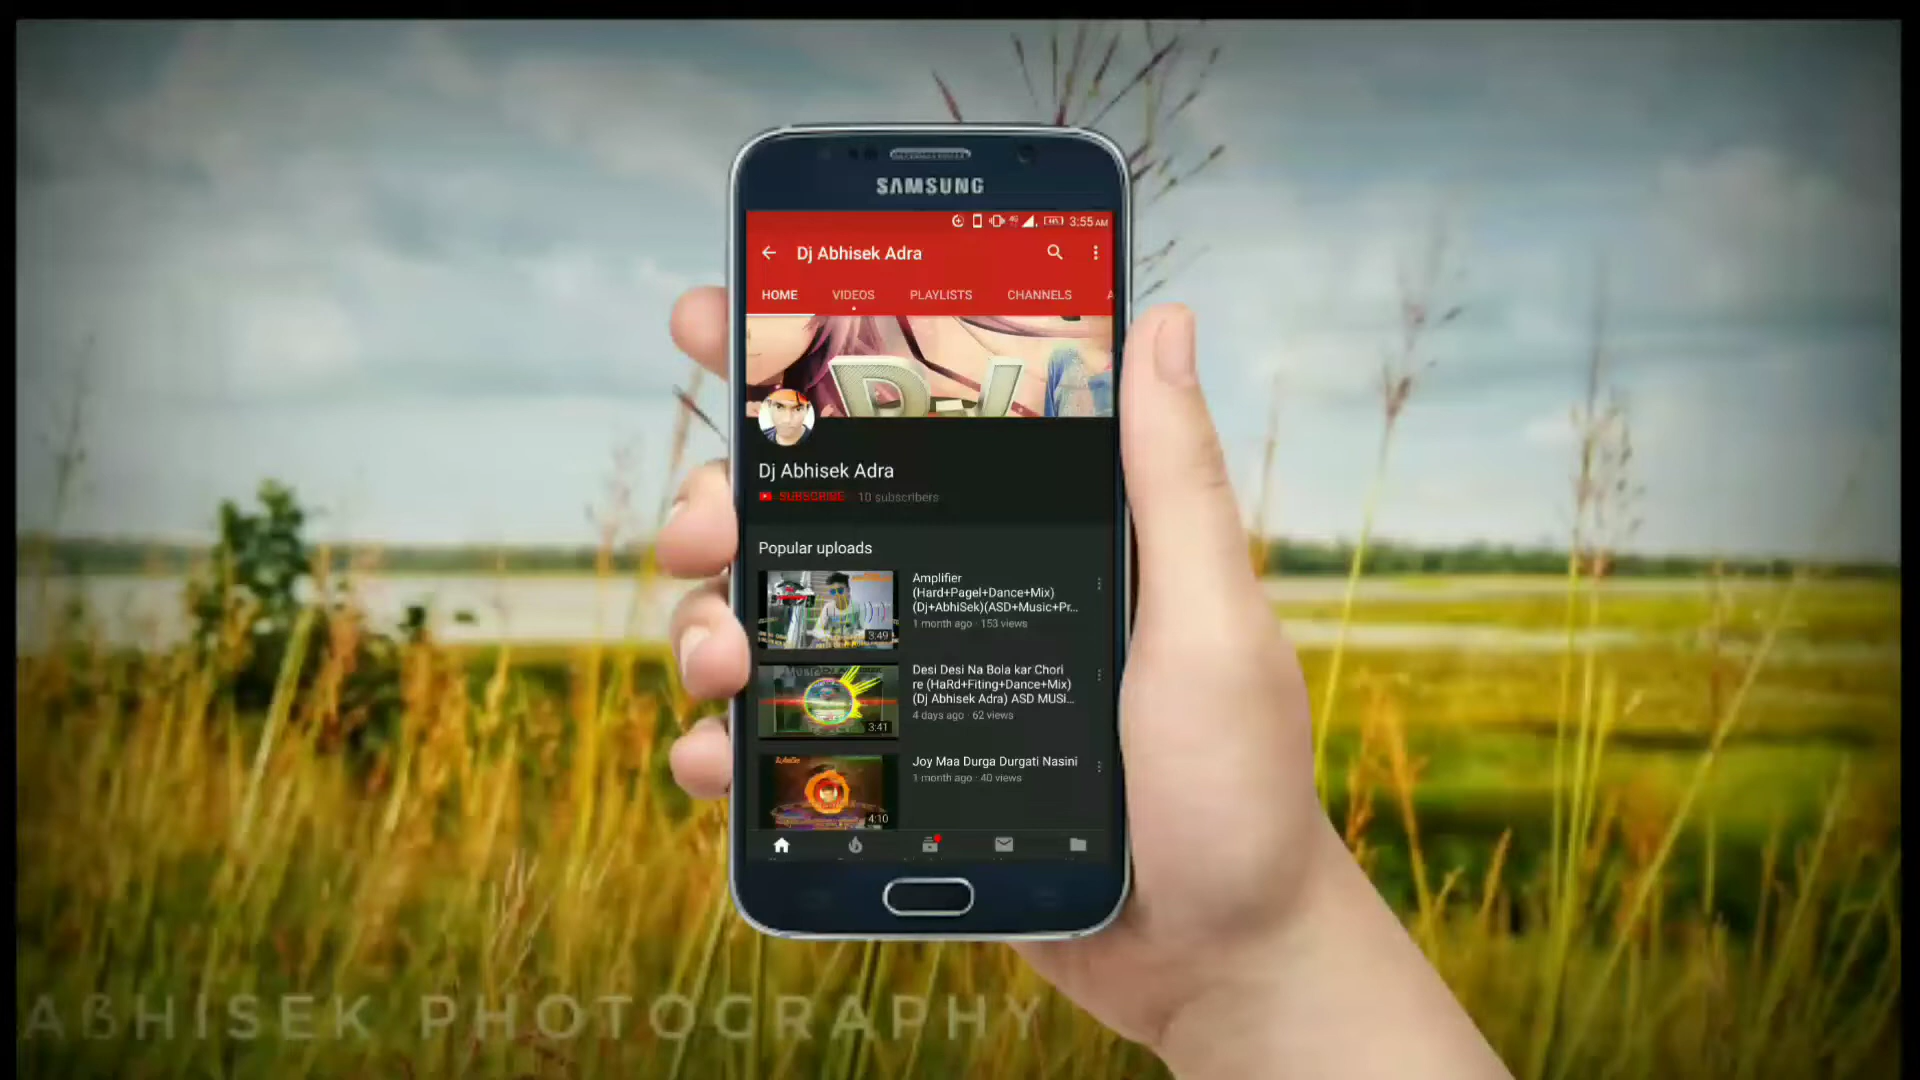 SAMSUNG
3:55 AM
Dj Abhisek Adra
HOME VIDEOS PLAYLISTS CHANNELS A
DJ
Dj Abhisek Adra
SUBSCRIBE 10 subscribers
Popular uploads
Amplifier
(Hard+Pagel+Dance+Mix)
(Dj+AbhiSek)(ASD+Music+Pr...
1 month ago · 153 views
3:49
Desi Desi Na Bola kar Chori
re (HaRd+Fiting+Dance+Mix)
(Dj Abhisek Adra) ASD MUSi...
4 days ago · 62 views
3:41
Joy Maa Durga Durgati Nasini
1 month ago · 40 views
4:10
ABHISEK PHOTOGRAPHY